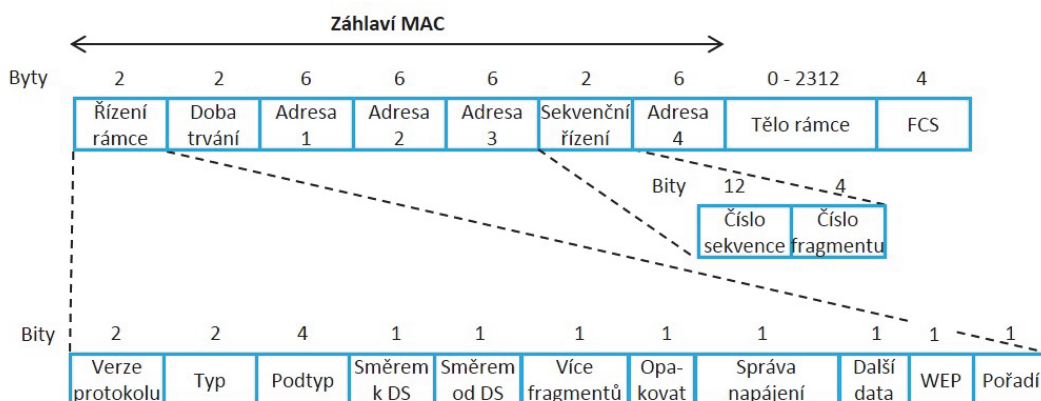 Záhlaví MAC
Byty 2 2 6 6 6 2 6 0 - 2312 4
Řízení rámce Doba trvání Adresa 1 Adresa 2 Adresa 3 Sekvenční řízení Adresa 4 Tělo rámce FCS
Bity 12 4
Číslo sekvence Číslo fragmentu
Bity 2 2 4 1 1 1 1 1 1 1 1
Verze protokolu Typ Podtyp Směrem k DS Směrem od DS Více fragmentů Opa-kovat Správa napájení Další data WEP Pořadí